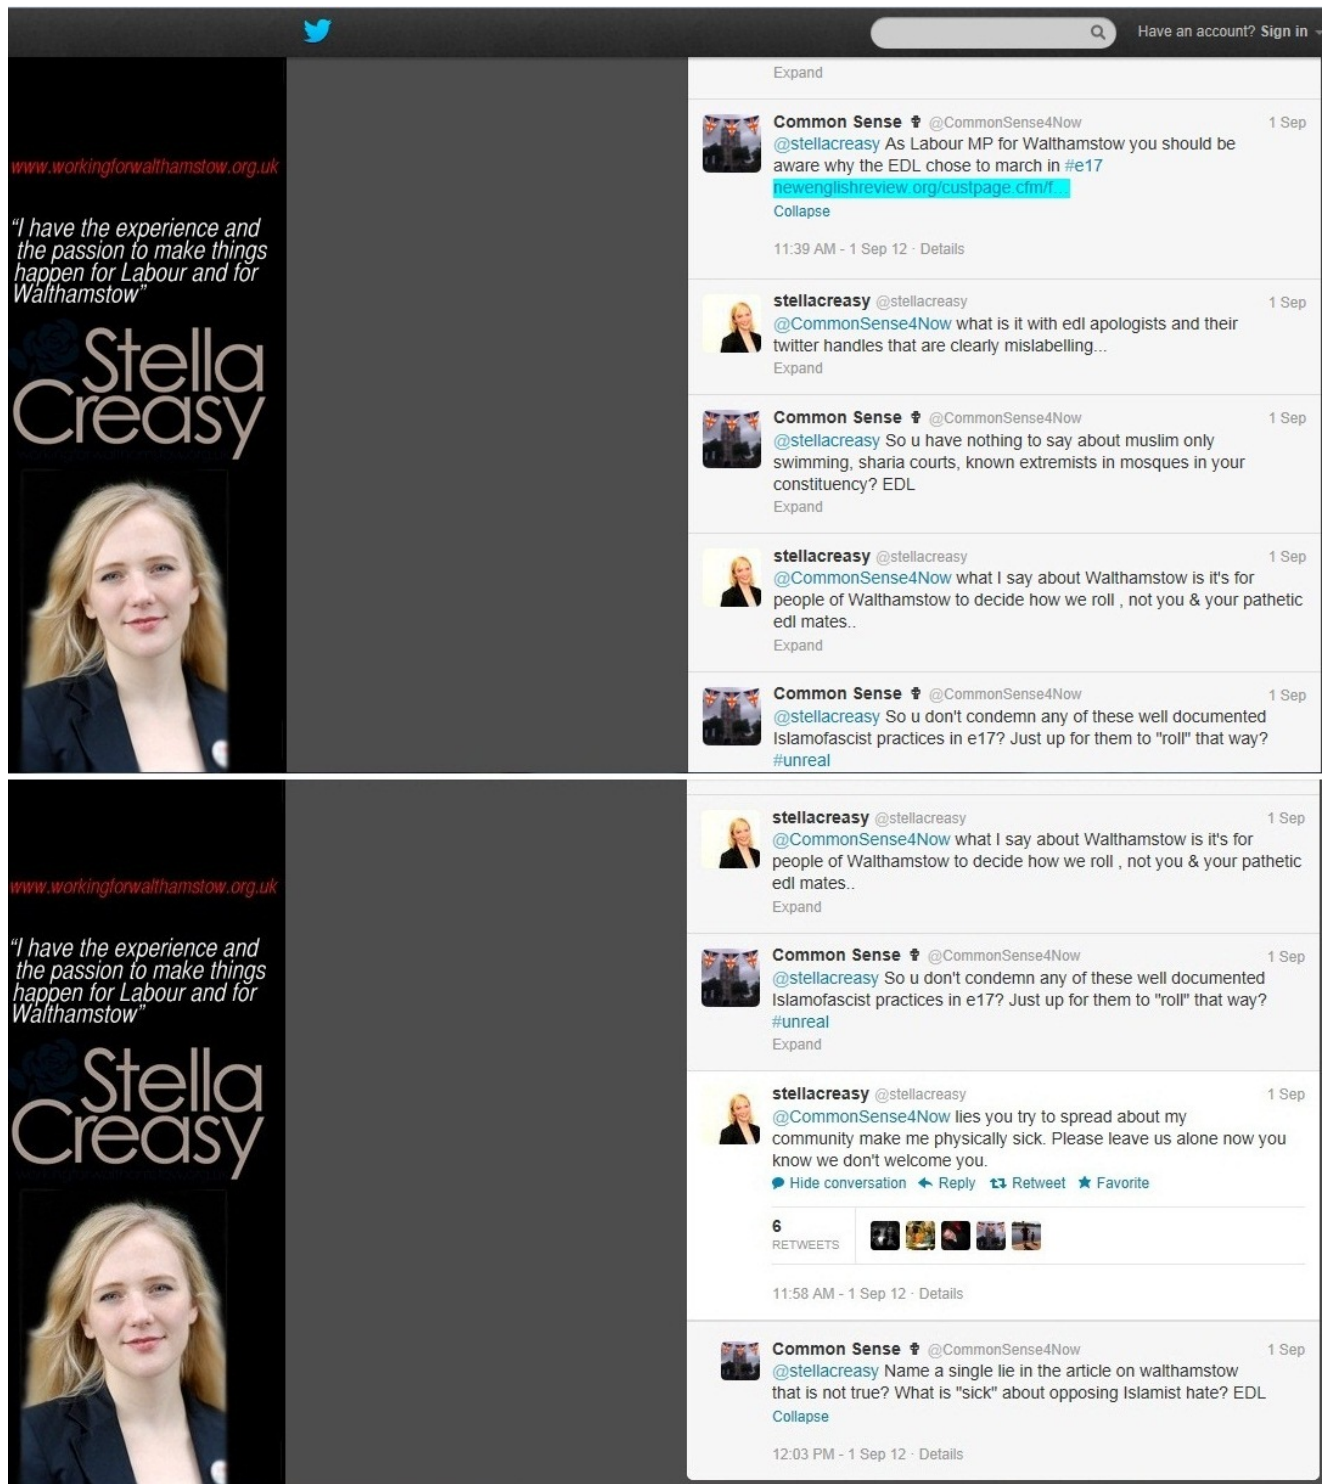 Have an account? Sign in
www.workingforwalthamstow.org.uk
"I have the experience and
the passion to make things
happen for Labour and for
Walthamstow"
Stella
Creasy
Expand
Common Sense @CommonSense4Now 1 Sep
@stellacreasy As Labour MP for Walthamstow you should be
aware why the EDL chose to march in #e17
newenglishreview.org/custpage.cfm/f...
Collapse
11:39 AM - 1 Sep 12 · Details
stellacreasy @stellacreasy 1 Sep
@CommonSense4Now what is it with edl apologists and their
twitter handles that are clearly mislabelling...
Expand
Common Sense @CommonSense4Now 1 Sep
@stellacreasy So u have nothing to say about muslim only
swimming, sharia courts, known extremists in mosques in your
constituency? EDL
Expand
stellacreasy @stellacreasy 1 Sep
@CommonSense4Now what I say about Walthamstow is it's for
people of Walthamstow to decide how we roll , not you & your pathetic
edl mates..
Expand
Common Sense @CommonSense4Now 1 Sep
@stellacreasy So u don't condemn any of these well documented
Islamofascist practices in e17? Just up for them to "roll" that way?
#unreal
www.workingforwalthamstow.org.uk
"I have the experience and
the passion to make things
happen for Labour and for
Walthamstow"
Stella
Creasy
stellacreasy @stellacreasy 1 Sep
@CommonSense4Now what I say about Walthamstow is it's for
people of Walthamstow to decide how we roll , not you & your pathetic
edl mates..
Expand
Common Sense @CommonSense4Now 1 Sep
@stellacreasy So u don't condemn any of these well documented
Islamofascist practices in e17? Just up for them to "roll" that way?
#unreal
Expand
stellacreasy @stellacreasy 1 Sep
@CommonSense4Now lies you try to spread about my
community make me physically sick. Please leave us alone now you
know we don't welcome you.
Hide conversation Reply Retweet Favorite
6
RETWEETS
11:58 AM - 1 Sep 12 · Details
Common Sense @CommonSense4Now 1 Sep
@stellacreasy Name a single lie in the article on walthamstow
that is not true? What is "sick" about opposing Islamist hate? EDL
Collapse
12:03 PM - 1 Sep 12 · Details